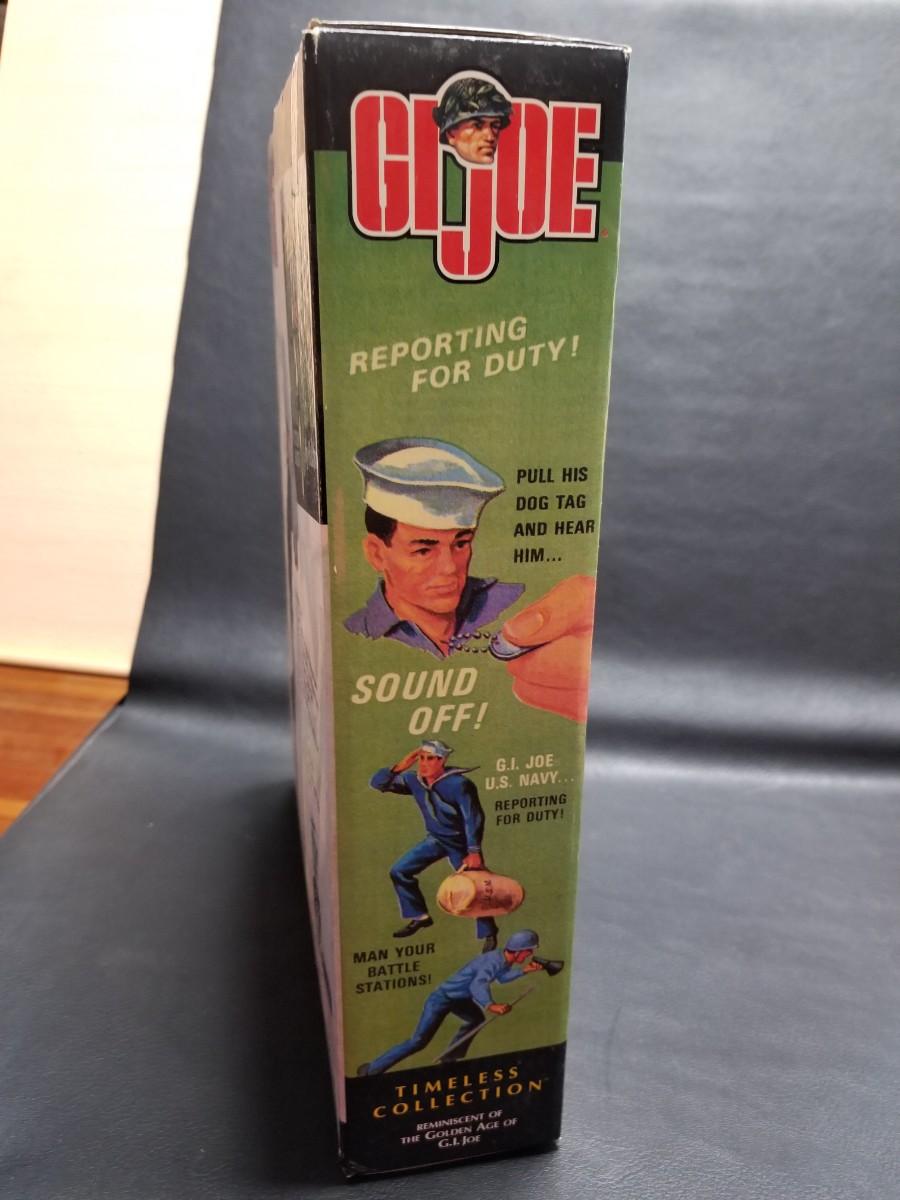 GI JOE
REPORTING
FOR DUTY!
PULL HIS
DOG TAG
AND HEAR
HIM...
SOUND
OFF!
G.I. JOE
U.S. NAVY...
REPORTING
FOR DUTY!
MAN YOUR
BATTLE
STATIONS!
TIMELESS
COLLECTION™
REMINISCENT OF
THE GOLDEN AGE OF
G.I. JOE